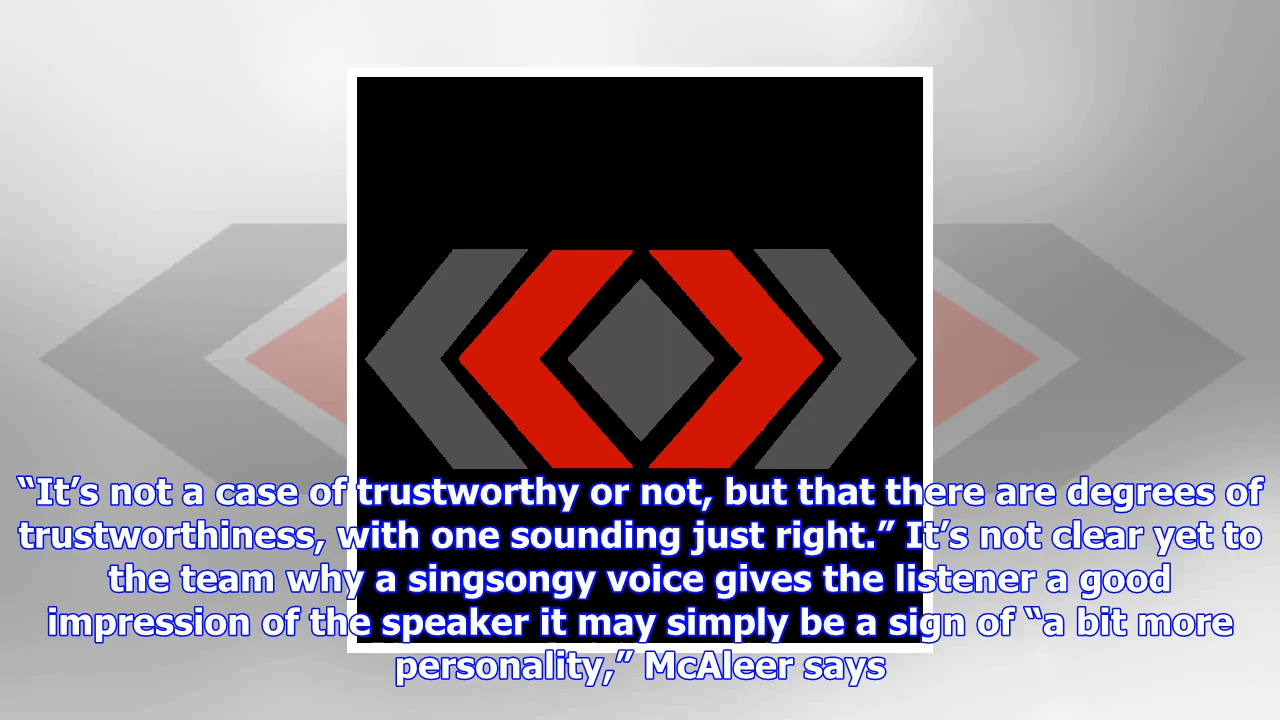 “It’s not a case of trustworthy or not, but that there are degrees of
trustworthiness, with one sounding just right.” It’s not clear yet to
the team why a singsongy voice gives the listener a good
impression of the speaker it may simply be a sign of “a bit more
personality,” McAleer says